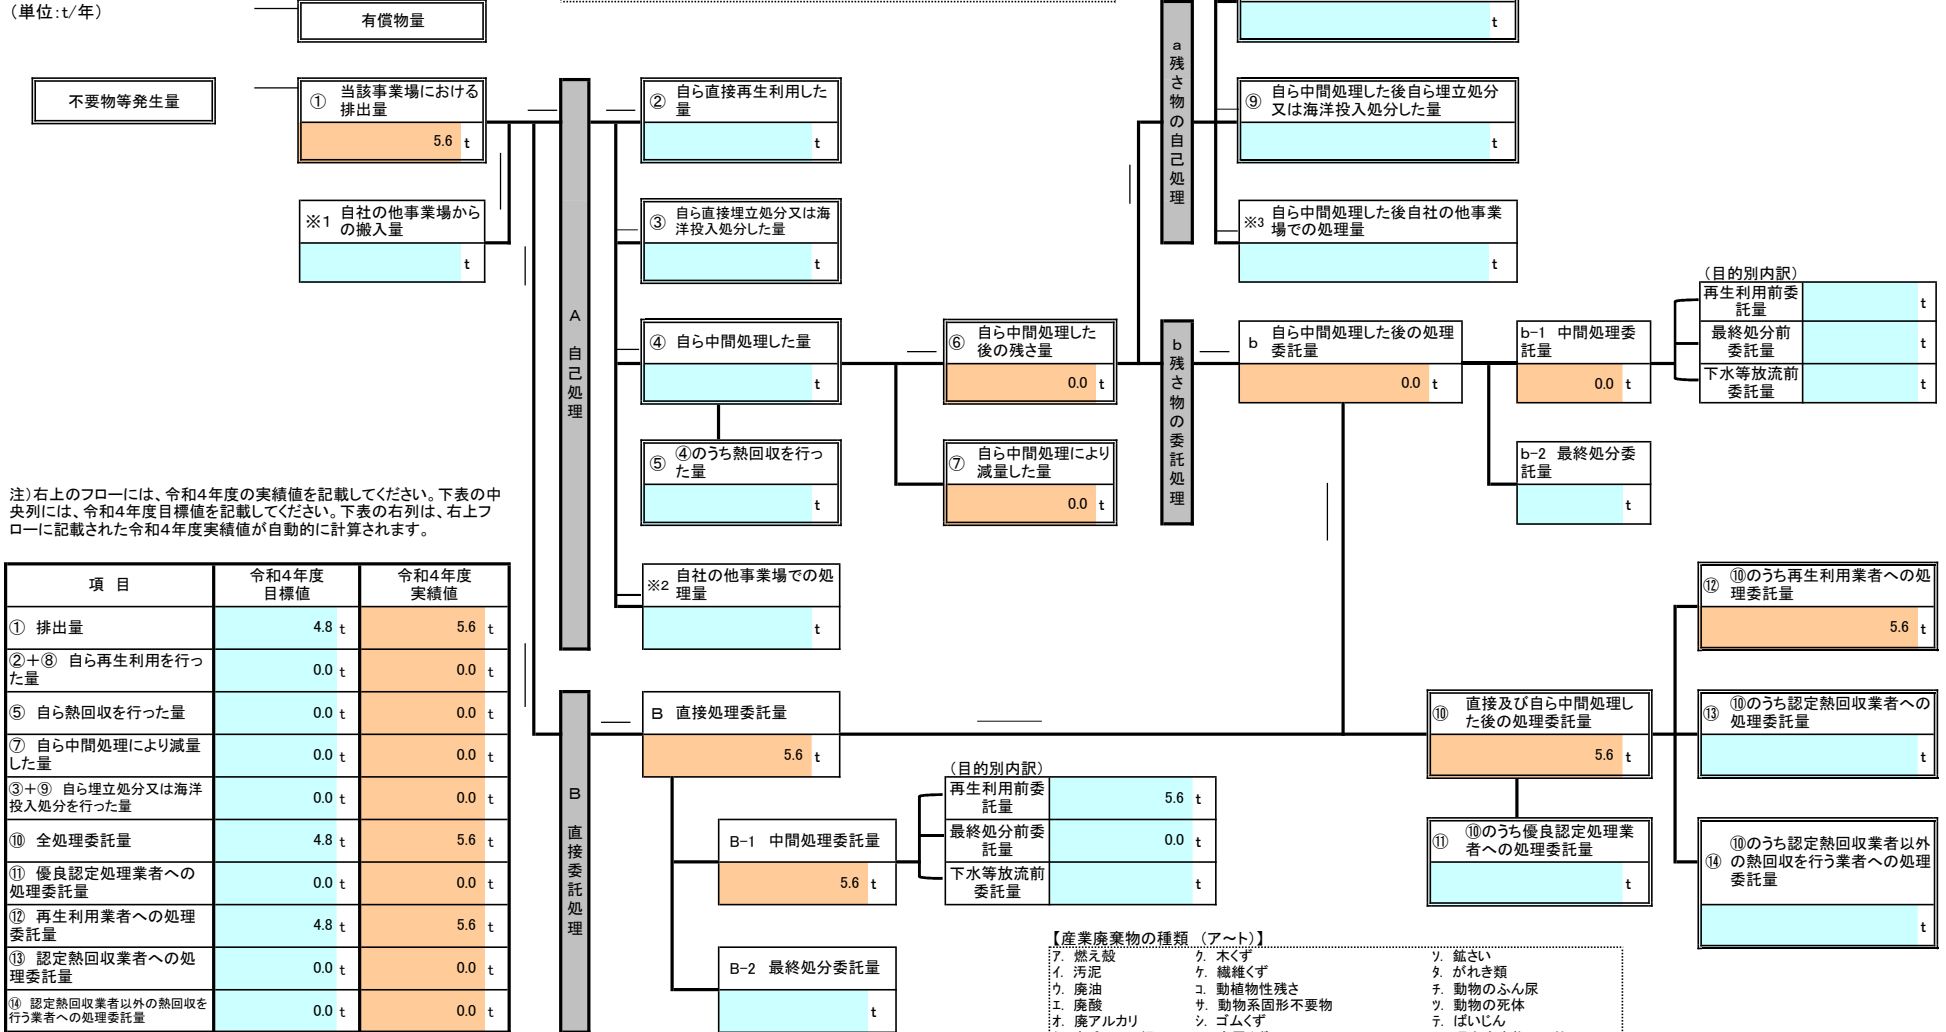 (単位:t/年)
有償物量
t
不要物等発生量
① 当該事業場における
排出量
5.6 t
※1 自社の他事業場から
の搬入量
t
A 自己処理
② 自ら直接再生利用した
量
t
③ 自ら直接埋立処分又は海
洋投入処分した量
t
④ 自ら中間処理した量
t
⑤ ④のうち熱回収を行っ
た量
t
※2 自社の他事業場での処
理量
t
⑥ 自ら中間処理した
後の残さ量
0.0 t
⑦ 自ら中間処理により
減量した量
0.0 t
a 残さ物の自己処理
⑨ 自ら中間処理した後自ら埋立処分
又は海洋投入処分した量
t
※3 自ら中間処理した後自社の他事業
場での処理量
t
b 残さ物の委託処理
b 自ら中間処理した後の処理
委託量
0.0 t
b-1 中間処理委
託量
0.0 t
b-2 最終処分委
託量
t
(目的別内訳)
再生利用前委
託量 t
最終処分前
委託量 t
下水等放流前
委託量 t
注)右上のフローには、令和4年度の実績値を記載してください。下表の中
央列には、令和4年度目標値を記載してください。下表の右列は、右上フ
ローに記載された令和4年度実績値が自動的に計算されます。
項 目 令和4年度
目標値 令和4年度
実績値
① 排出量 4.8 t 5.6 t
②+⑧ 自ら再生利用を行っ
た量 0.0 t 0.0 t
⑤ 自ら熱回収を行った量 0.0 t 0.0 t
⑦ 自ら中間処理により減量
した量 0.0 t 0.0 t
③+⑨ 自ら埋立処分又は海洋
投入処分を行った量 0.0 t 0.0 t
⑩ 全処理委託量 4.8 t 5.6 t
⑪ 優良認定処理業者への
処理委託量 0.0 t 0.0 t
⑫ 再生利用業者への処理
委託量 4.8 t 5.6 t
⑬ 認定熱回収業者への処
理委託量 0.0 t 0.0 t
⑭ 認定熱回収業者以外の熱回収を
行う業者への処理委託量 0.0 t 0.0 t
B 直接委託処理
B 直接処理委託量
5.6 t
B-1 中間処理委託量
5.6 t
B-2 最終処分委託量
t
(目的別内訳)
再生利用前委
託量 5.6 t
最終処分前委
託量 0.0 t
下水等放流前
委託量 t
⑩ 直接及び自ら中間処理し
た後の処理委託量
5.6 t
⑪ ⑩のうち優良認定処理業
者への処理委託量
t
⑫ ⑩のうち再生利用業者への処
理委託量
5.6 t
⑬ ⑩のうち認定熱回収業者への
処理委託量
t
⑭ ⑩のうち認定熱回収業者以外
の熱回収を行う業者への処理
委託量
t
【産業廃棄物の種類 (ア~ト)】
ア. 燃え殻 ク. 木くず ソ. 鉱さい
イ. 汚泥 ケ. 繊維くず タ. がれき類
ウ. 廃油 コ. 動植物性残さ チ. 動物のふん尿
エ. 廃酸 サ. 動物系固形不要物 ツ. 動物の死体
オ. 廃アルカリ シ. ゴムくず テ. ばいじん